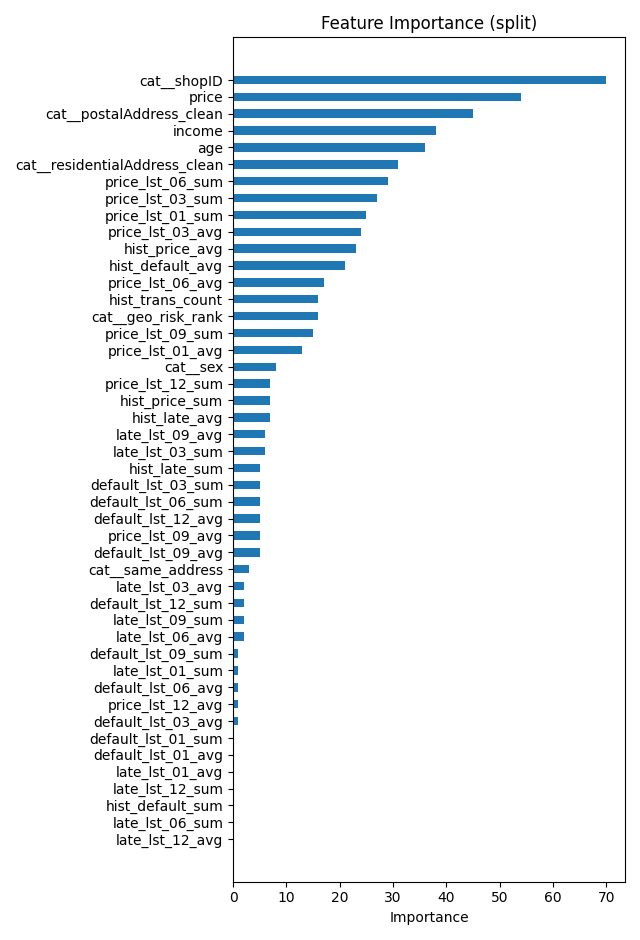 Feature Importance (split)
cat__shopID
price
cat__postalAddress_clean
income
age
cat__residentialAddress_clean
price_lst_06_sum
price_lst_03_sum
price_lst_01_sum
price_lst_03_avg
hist_price_avg
hist_default_avg
price_lst_06_avg
hist_trans_count
cat__geo_risk_rank
price_lst_09_sum
price_lst_01_avg
cat__sex
price_lst_12_sum
hist_price_sum
hist_late_avg
late_lst_09_avg
late_lst_03_sum
hist_late_sum
default_lst_03_sum
default_lst_06_sum
default_lst_12_avg
price_lst_09_avg
default_lst_09_avg
cat__same_address
late_lst_03_avg
default_lst_12_sum
late_lst_09_sum
late_lst_06_avg
default_lst_09_sum
late_lst_01_sum
default_lst_06_avg
price_lst_12_avg
default_lst_03_avg
default_lst_01_sum
default_lst_01_avg
late_lst_01_avg
late_lst_12_sum
hist_default_sum
late_lst_06_sum
late_lst_12_avg
0 10 20 30 40 50 60 70
Importance